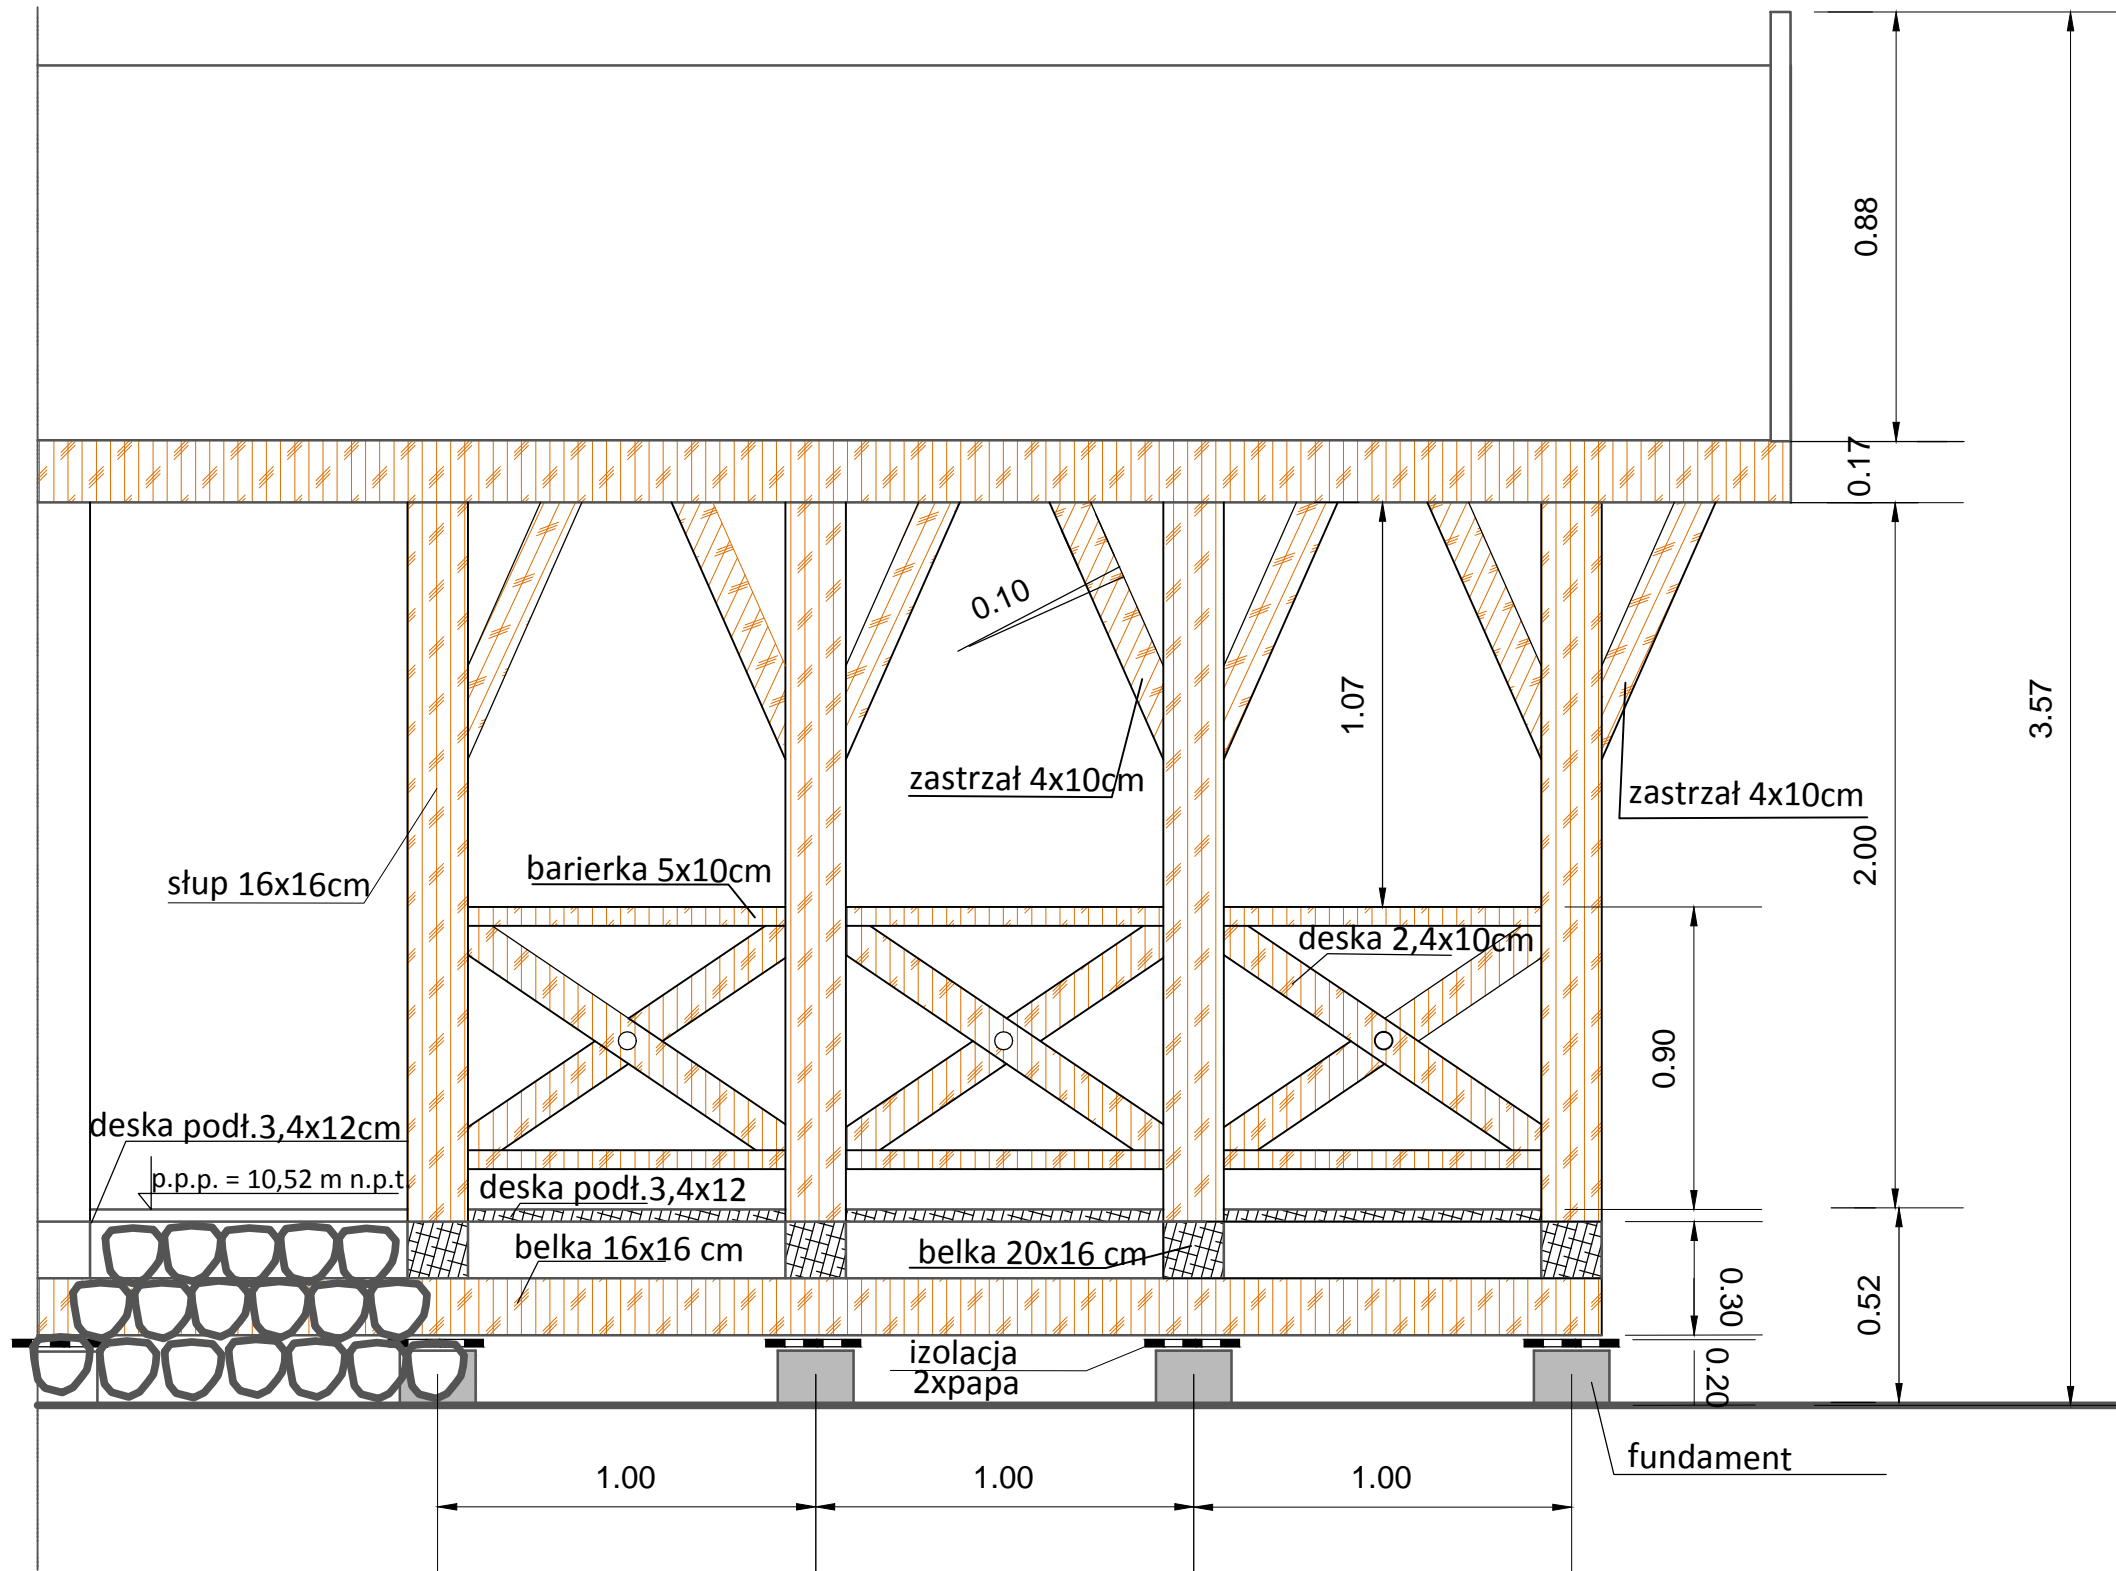 0.88
0.17
0.10
1.07
3.57
zastrzał 4x10cm
zastrzał 4x10cm
2.00
barierka 5x10cm
słup 16x16cm
deska 2,4x10cm
0.90
deska podł.3,4x12cm
p.p.p. = 10,52 m n.p.t.
deska podł.3,4x12
belka 16x16 cm
belka 20x16 cm
0.30
0.52
izolacja
2xpapa
0.20
fundament
1.00
1.00
1.00